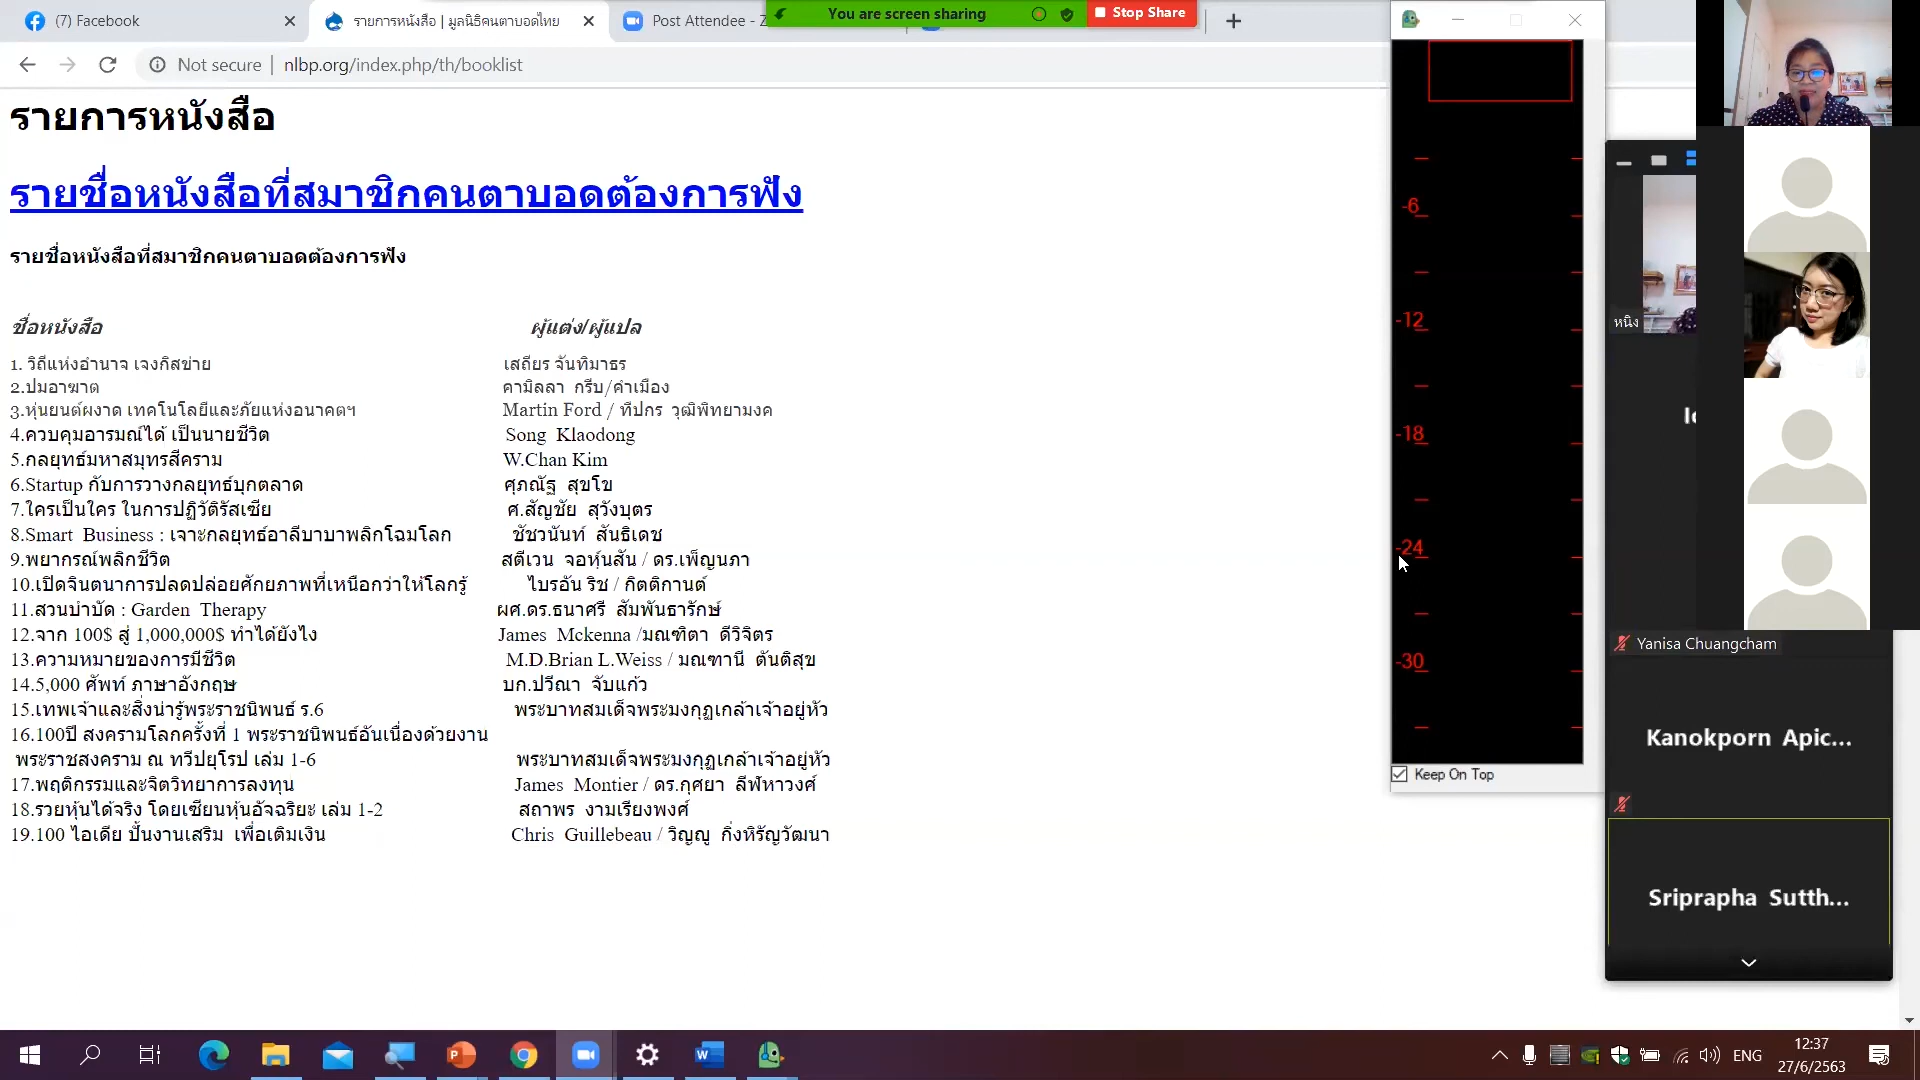 (7) Facebook
รายการหนังสือ | มูลนิธิคนตาบอดไทย
Post Attendee - Z
You are screen sharing
Stop Share
Not secure
nlbp.org/index.php/th/booklist
รายการหนังสือ
รายชื่อหนังสือที่สมาชิกคนตาบอดต้องการฟัง
รายชื่อหนังสือที่สมาชิกคนตาบอดต้องการฟัง
ชื่อหนังสือ ผู้แต่ง/ผู้แปล
1. วิถีแห่งอำนาจ เจงกิสข่าย เสถียร จันทิมาธร
2.ปมอาฆาต คามิลลา กรีบ/คำเมือง
3.หุ่นยนต์ผงาด เทคโนโลยีและภัยแห่งอนาคตฯ Martin Ford / ทีปกร วุฒิพิทยามงค
4.ควบคุมอารมณ์ได้ เป็นนายชีวิต Song Klaodong
5.กลยุทธ์มหาสมุทรสีคราม W.Chan Kim
6.Startup กับการวางกลยุทธ์บุกตลาด ศุภณัฐ สุขโข
7.ใครเป็นใคร ในการปฏิวัติรัสเซีย ศ.สัญชัย สุวังบุตร
8.Smart Business : เจาะกลยุทธ์อาลีบาบาพลิกโฉมโลก ชัชวนันท์ สันธิเดช
9.พยากรณ์พลิกชีวิต สตีเวน จอหุ่นสัน / ดร.เพ็ญนภา
10.เปิดจินตนาการปลดปล่อยศักยภาพที่เหนือกว่าให้โลกรู้ ไบรอัน ริช / กิตติกานต์
11.สวนบำบัด : Garden Therapy ผศ.ดร.ธนาศรี สัมพันธารักษ์
12.จาก 100$ สู่ 1,000,000$ ทำได้ยังไง James Mckenna /มณฑิตา ดีวิจิตร
13.ความหมายของการมีชีวิต M.D.Brian L.Weiss / มณฑานี ตันติสุข
14.5,000 ศัพท์ ภาษาอังกฤษ บก.ปวีณา จับแก้ว
15.เทพเจ้าและสิ่งน่ารู้พระราชนิพนธ์ ร.6 พระบาทสมเด็จพระมงกุฏเกล้าเจ้าอยู่หัว
16.100ปี สงครามโลกครั้งที่ 1 พระราชนิพนธ์อันเนื่องด้วยงาน
พระราชสงคราม ณ ทวีปยุโรป เล่ม 1-6 พระบาทสมเด็จพระมงกุฏเกล้าเจ้าอยู่หัว
17.พฤติกรรมและจิตวิทยาการลงทุน James Montier / ดร.กุศยา ลีฬหาวงศ์
18.รวยหุ้นได้จริง โดยเซียนหุ้นอัจฉริยะ เล่ม 1-2 สถาพร งามเรียงพงศ์
19.100 ไอเดีย ปั้นงานเสริม เพื่อเติมเงิน Chris Guillebeau / วิญญู กิ่งหิรัญวัฒนา
-6
-12
-18
-24
-30
Keep On Top
หนิง
Yanisa Chuangcham
Kanokporn Apic...
Sriprapha Sutth...
ENG
12:37
27/6/2563